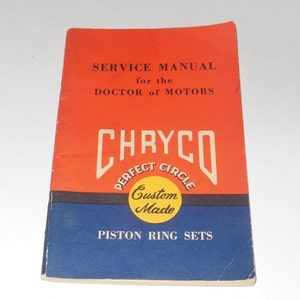 SERVICE MANUAL
for the
DOCTOR of MOTORS
CHRYCO
PERFECT CIRCLE
Custom
Made
PISTON RING SETS